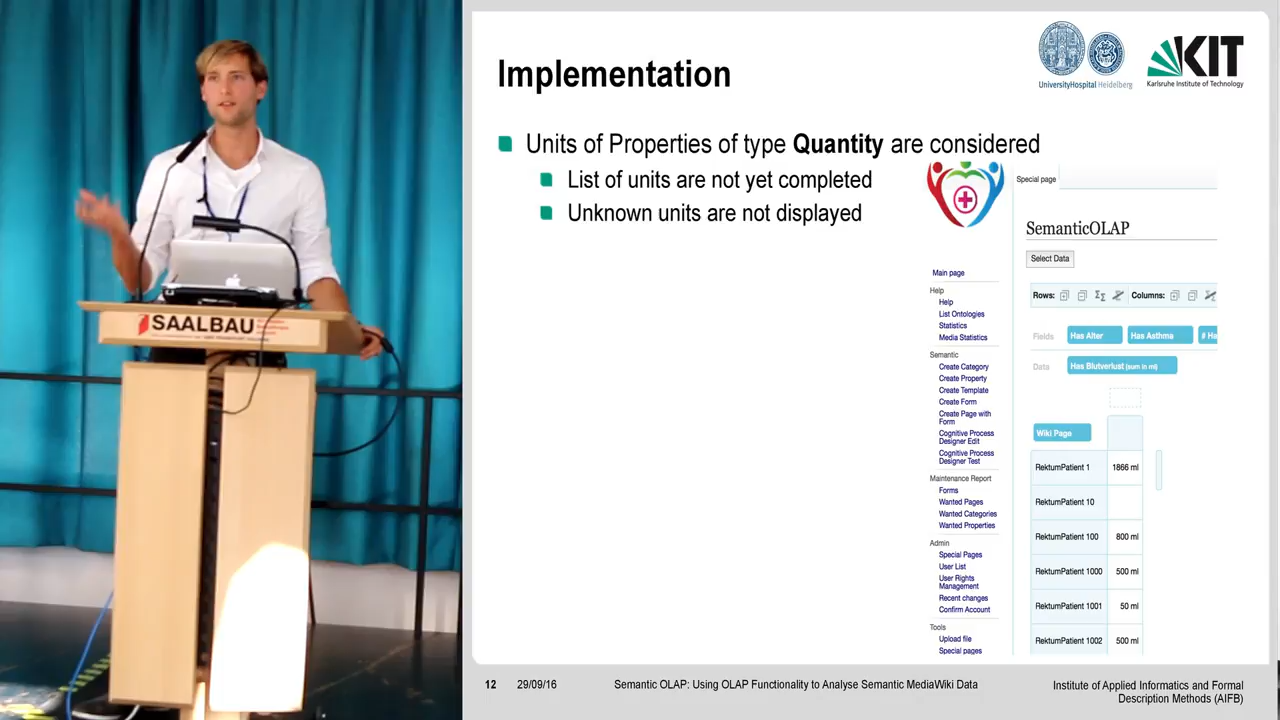 Implementation
UniversityHospital Heidelberg
KIT
Karlsruhe Institute of Technology
Units of Properties of type Quantity are considered
List of units are not yet completed
Unknown units are not displayed
Special page
SemanticOLAP
Select Data
Rows:
Columns:
Fields
Has Alter
Has Asthma
# Ha
Data
Has Blutverlust (sum in ml)
Wiki Page
RektumPatient 1
1866 ml
RektumPatient 10
RektumPatient 100
800 ml
RektumPatient 1000
500 ml
RektumPatient 1001
50 ml
RektumPatient 1002
500 ml
Main page
Help
Help
List Ontologies
Statistics
Media Statistics
Semantic
Create Category
Create Property
Create Template
Create Form
Create Page with
Form
Cognitive Process
Designer Edit
Cognitive Process
Designer Test
Maintenance Report
Forms
Wanted Pages
Wanted Categories
Wanted Properties
Admin
Special Pages
User List
User Rights
Management
Recent changes
Confirm Account
Tools
Upload file
Special pages
SAALBAU
12
29/09/16
Semantic OLAP: Using OLAP Functionality to Analyse Semantic MediaWiki Data
Institute of Applied Informatics and Formal
Description Methods (AIFB)